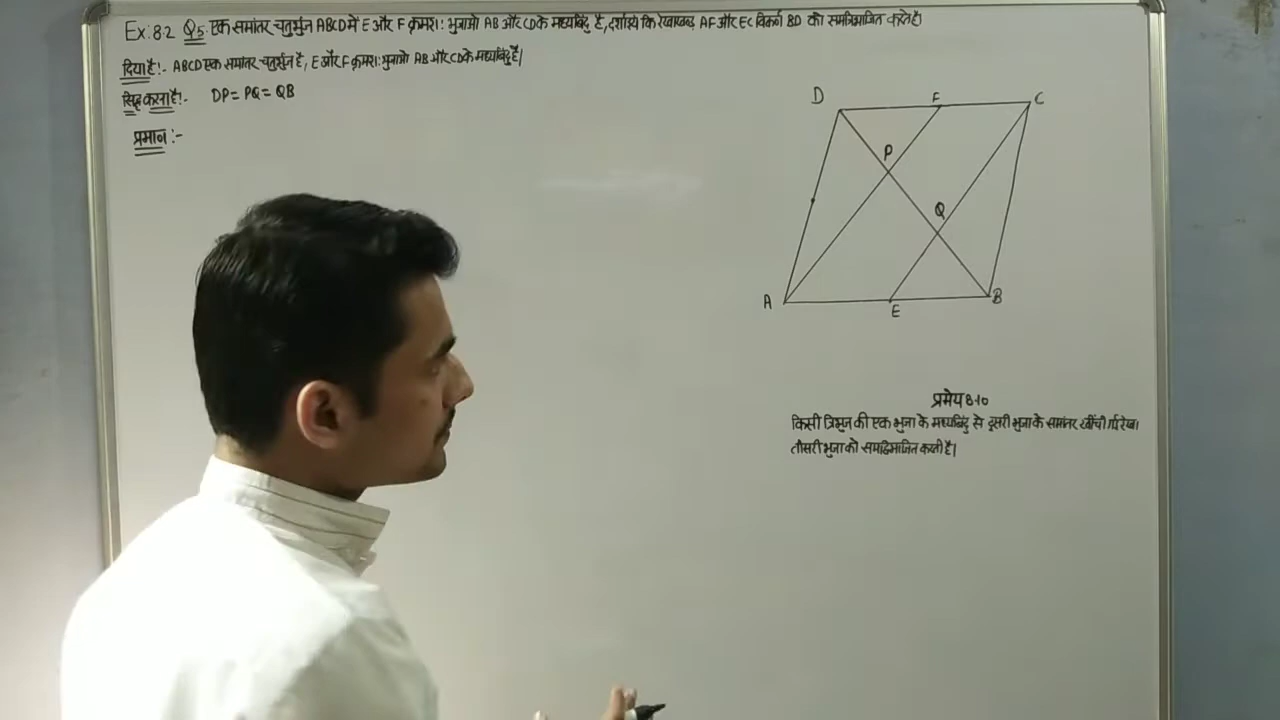 Ex: 8.2 Q5. एक समांतर चतुर्भुज ABCD में E और F क्रमश: भुजाओ AB और CD के मध्यबिंदु है, दर्शाइये कि रेखाखण्ड AF और EC विकर्ण BD को समत्रिभाजित करते है।
दिया है :- ABCD एक समांतर चतुर्भुज है, E और F क्रमश: भुजाओ AB और CD के मध्यबिंदु है।
सिद्ध करना है :- DP = PQ = QB
प्रमाण :-
D F C
P
Q
A E B
प्रमेय 8.10
किसी त्रिभुज की एक भुजा के मध्यबिंदु से दूसरी भुजा के समांतर खींची गई रेखा
तीसरी भुजा को समद्विभाजित करती है।